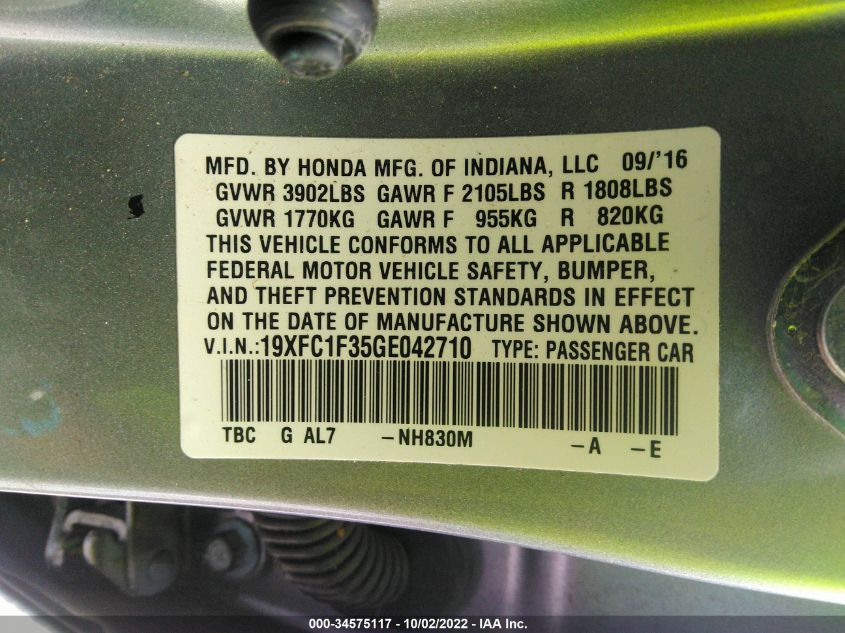 MFD. BY HONDA MFG. OF INDIANA, LLC 09/'16
GVWR 3902LBS GAWR F 2105LBS R 1808LBS
GVWR 1770KG GAWR F 955KG R 820KG
THIS VEHICLE CONFORMS TO ALL APPLICABLE
FEDERAL MOTOR VEHICLE SAFETY, BUMPER,
AND THEFT PREVENTION STANDARDS IN EFFECT
ON THE DATE OF MANUFACTURE SHOWN ABOVE.
V.I.N.:19XFC1F35GE042710 TYPE: PASSENGER CAR
TBC G AL7 -NH830M -A -E
000-34575117 - 10/02/2022 - IAA Inc.